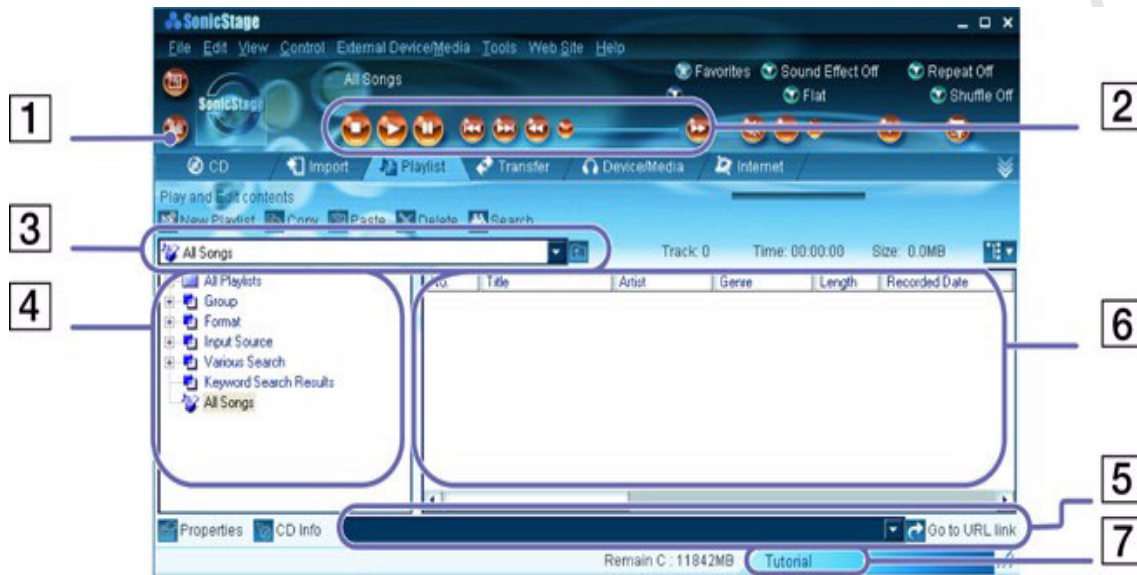 SonicStage
File Edit View Control External Device/Media Tools Web Site Help
All Songs
Favorites Sound Effect Off Repeat Off
SonicStage
Flat Shuffle Off
1
2
CD Import Playlist Transfer Device/Media Internet
Play and Edit contents
New Playlist Copy Paste Delete Search
3
All Songs Track: 0 Time: 00:00:00 Size: 0.0MB
All Playlists
No. Title Artist Genre Length Recorded Date
4
Group
Format
6
Input Source
Various Search
Keyword Search Results
All Songs
5
Properties CD Info Go to URL link
7
Remain C : 11842MB Tutorial